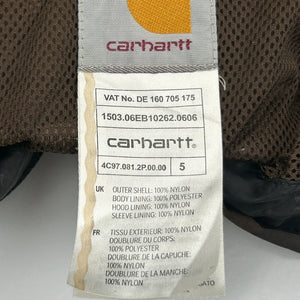 carhartt
VAT No. DE 160 705 175
1503.06EB10262.0606
carhartt
4C97.081.2P.00.00 5
UK OUTER SHELL: 100% NYLON
BODY LINING: 100% POLYESTER
HOOD LINING: 100% NYLON
SLEEVE LINING: 100% NYLON
FR TISSU EXTERIEUR: 100% NYLON
DOUBLURE DU CORPS:
100% POLYESTER
DOUBLURE DE LA CAPUCHE:
100% NYLON
DOUBLURE DE LA MANCHE:
100% NYLON